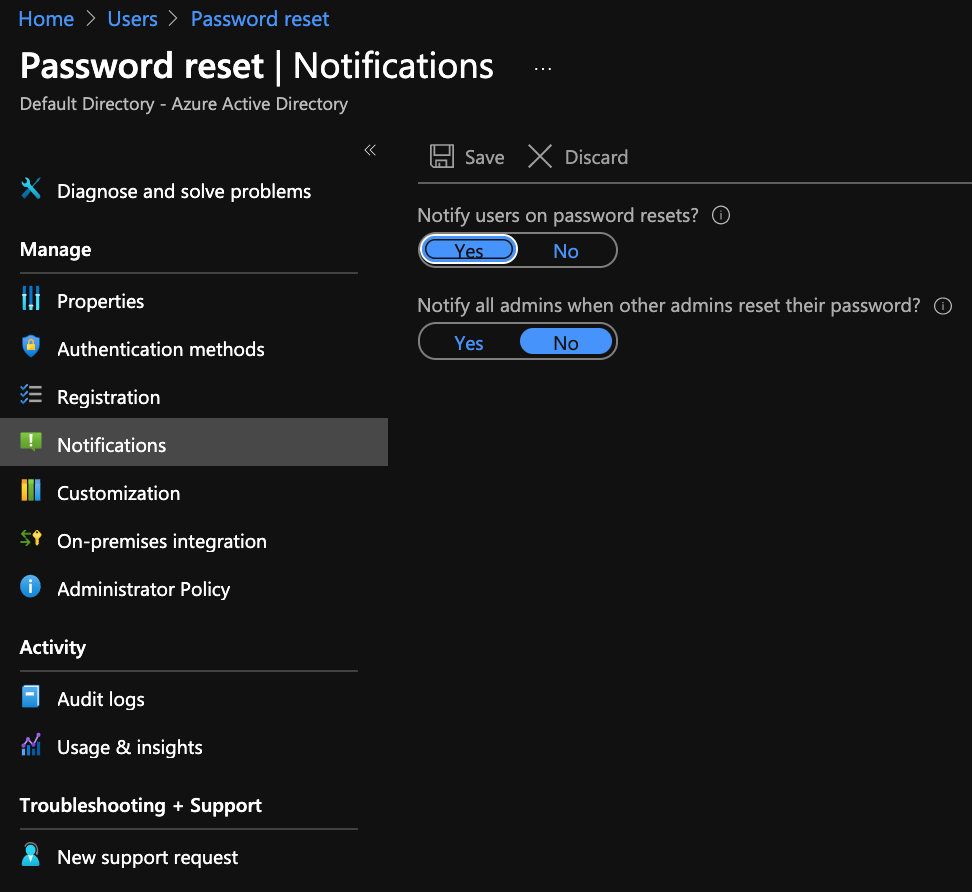 Home > Users > Password reset
Password reset | Notifications ...
Default Directory - Azure Active Directory
«
Diagnose and solve problems
Manage
Properties
Authentication methods
Registration
Notifications
Customization
On-premises integration
Administrator Policy
Activity
Audit logs
Usage & insights
Troubleshooting + Support
New support request
Save Discard
Notify users on password resets?
Yes No
Notify all admins when other admins reset their password?
Yes No